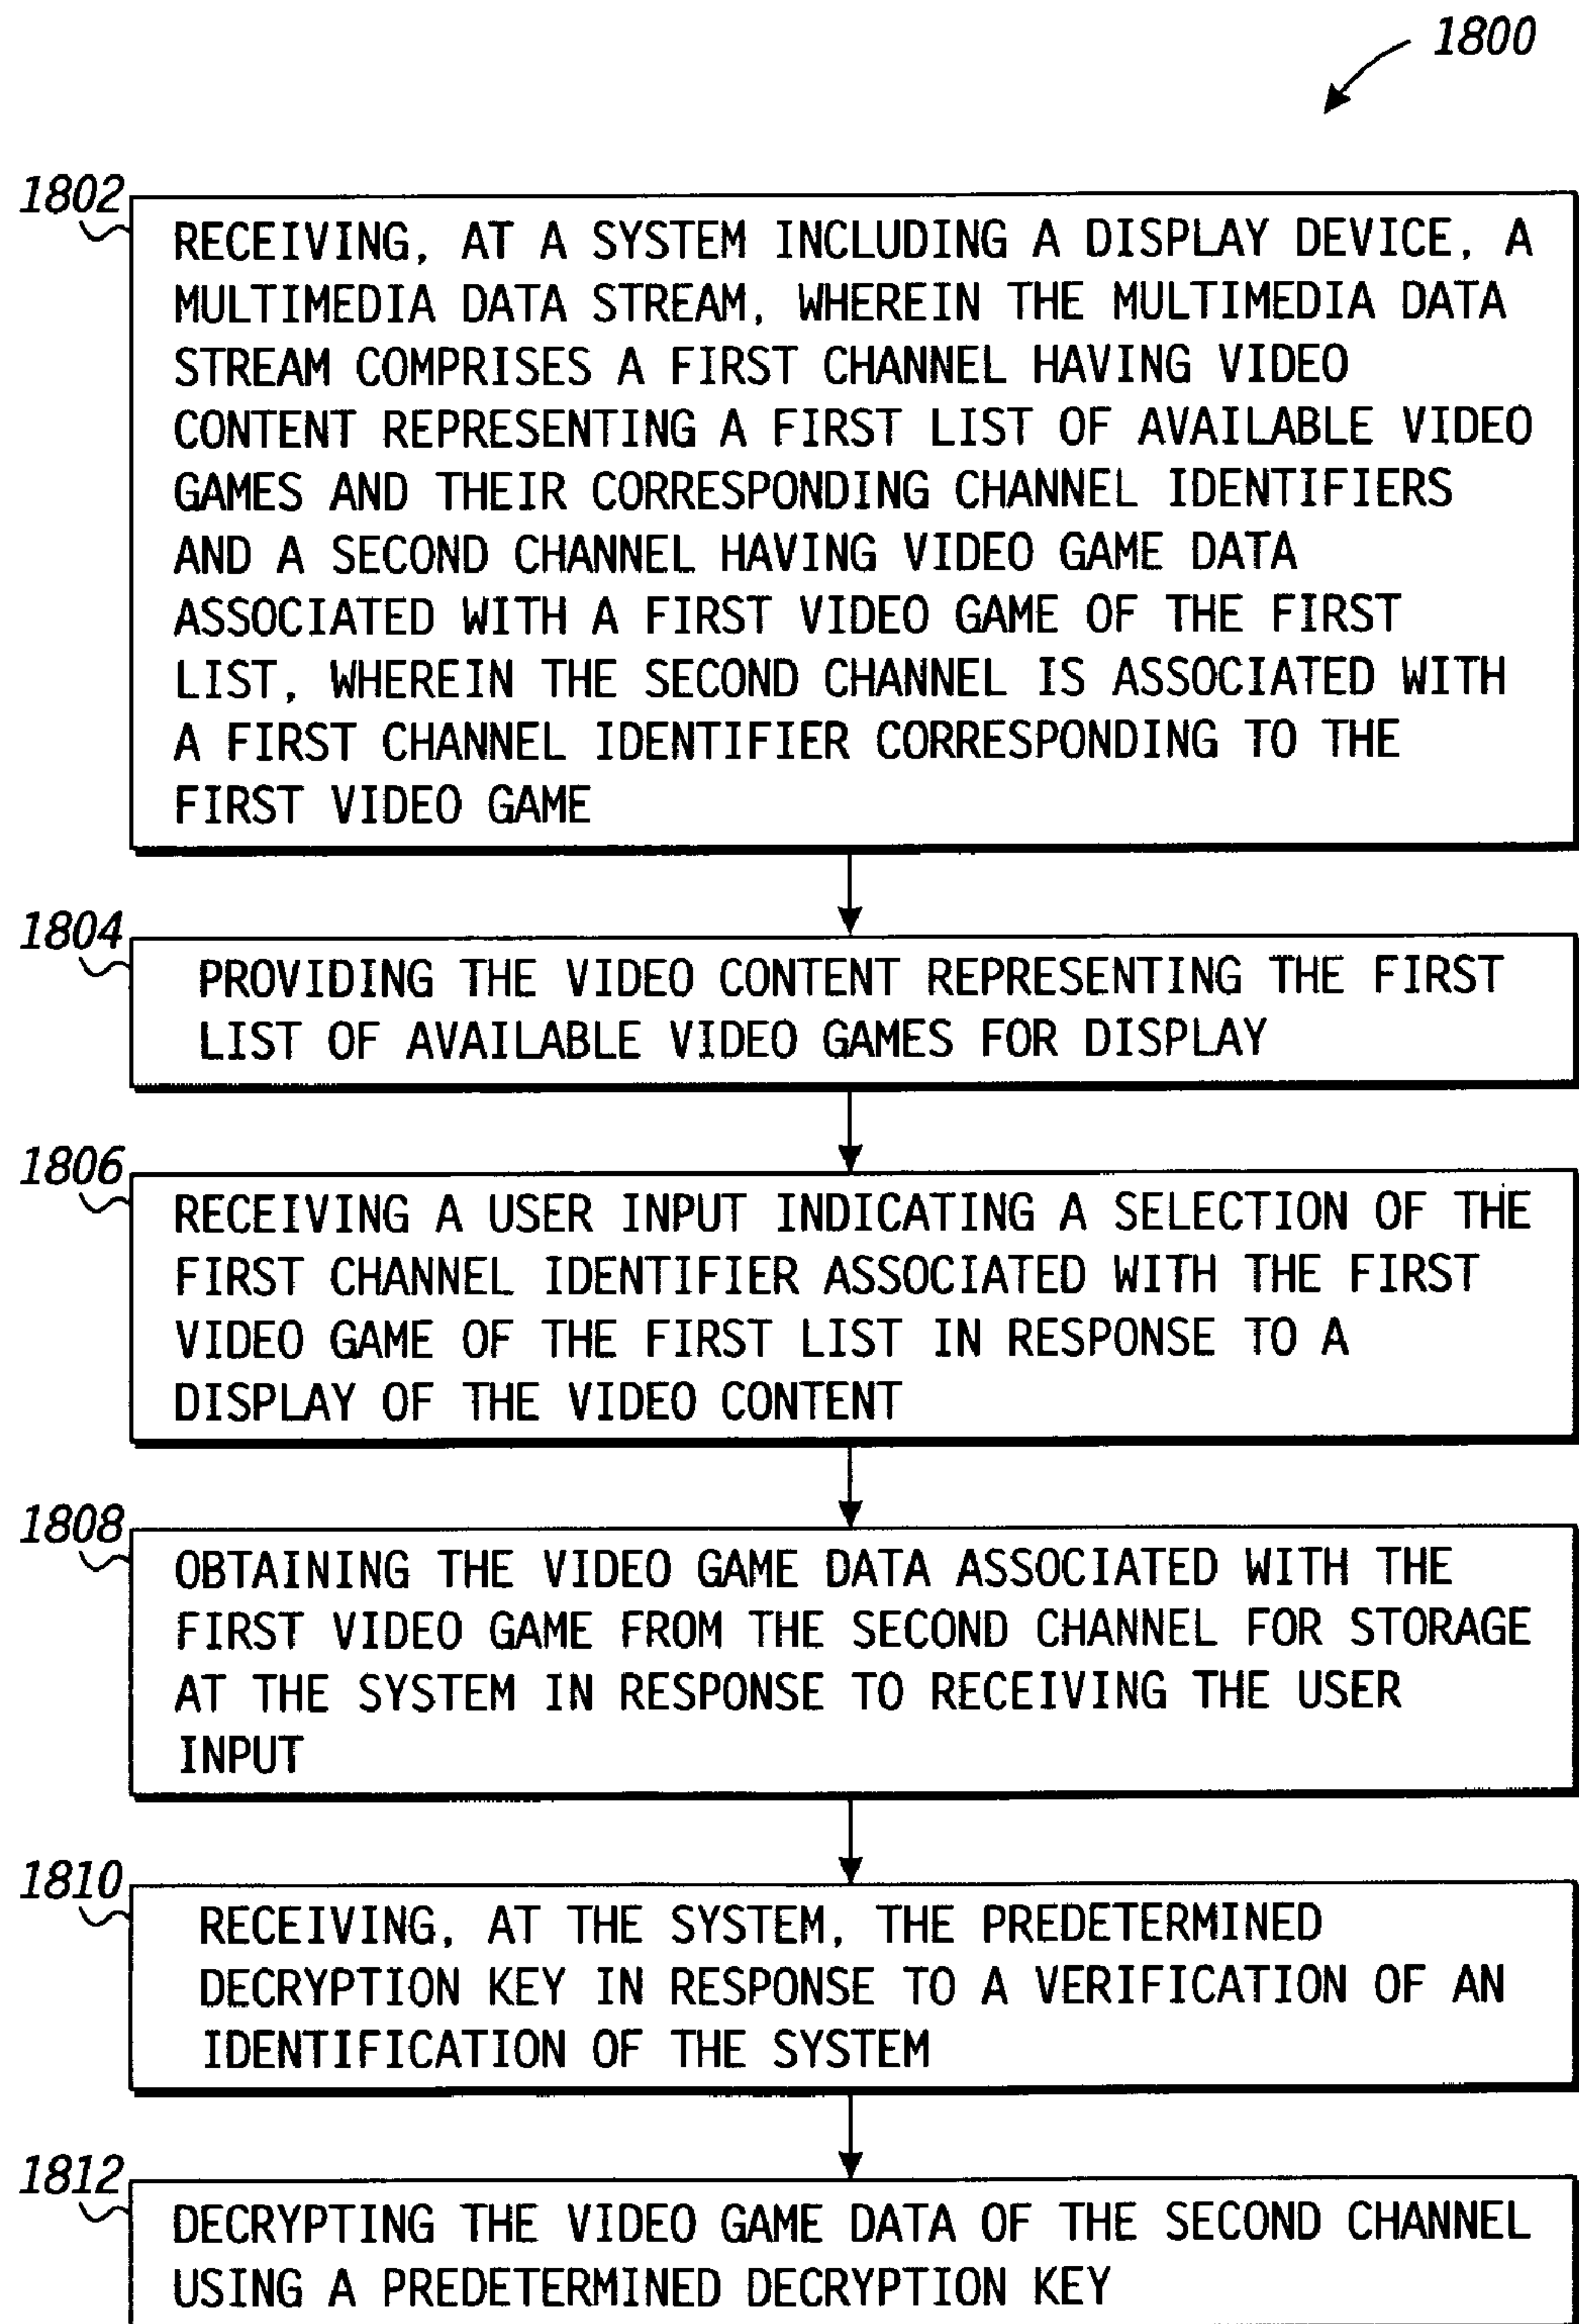 1800
1802
RECEIVING, AT A SYSTEM INCLUDING A DISPLAY DEVICE, A
MULTIMEDIA DATA STREAM, WHEREIN THE MULTIMEDIA DATA
STREAM COMPRISES A FIRST CHANNEL HAVING VIDEO
CONTENT REPRESENTING A FIRST LIST OF AVAILABLE VIDEO
GAMES AND THEIR CORRESPONDING CHANNEL IDENTIFIERS
AND A SECOND CHANNEL HAVING VIDEO GAME DATA
ASSOCIATED WITH A FIRST VIDEO GAME OF THE FIRST
LIST, WHEREIN THE SECOND CHANNEL IS ASSOCIATED WITH
A FIRST CHANNEL IDENTIFIER CORRESPONDING TO THE
FIRST VIDEO GAME
1804
PROVIDING THE VIDEO CONTENT REPRESENTING THE FIRST
LIST OF AVAILABLE VIDEO GAMES FOR DISPLAY
1806
RECEIVING A USER INPUT INDICATING A SELECTION OF THE
FIRST CHANNEL IDENTIFIER ASSOCIATED WITH THE FIRST
VIDEO GAME OF THE FIRST LIST IN RESPONSE TO A
DISPLAY OF THE VIDEO CONTENT
1808
OBTAINING THE VIDEO GAME DATA ASSOCIATED WITH THE
FIRST VIDEO GAME FROM THE SECOND CHANNEL FOR STORAGE
AT THE SYSTEM IN RESPONSE TO RECEIVING THE USER
INPUT
1810
RECEIVING, AT THE SYSTEM, THE PREDETERMINED
DECRYPTION KEY IN RESPONSE TO A VERIFICATION OF AN
IDENTIFICATION OF THE SYSTEM
1812
DECRYPTING THE VIDEO GAME DATA OF THE SECOND CHANNEL
USING A PREDETERMINED DECRYPTION KEY